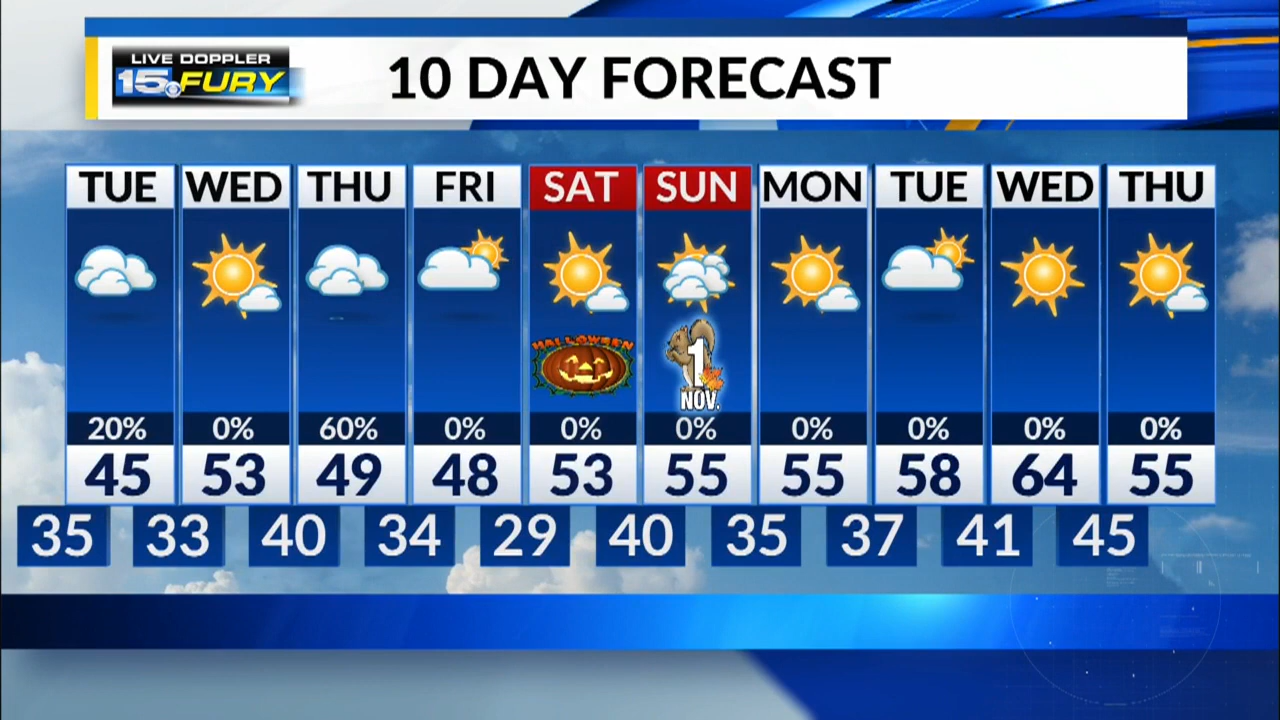 LIVE DOPPLER
15 FURY
10 DAY FORECAST
TUE WED THU FRI SAT SUN MON TUE WED THU
HALLOWEEN
1
NOV.
20% 0% 60% 0% 0% 0% 0% 0% 0% 0%
45 53 49 48 53 55 55 58 64 55
35 33 40 34 29 40 35 37 41 45